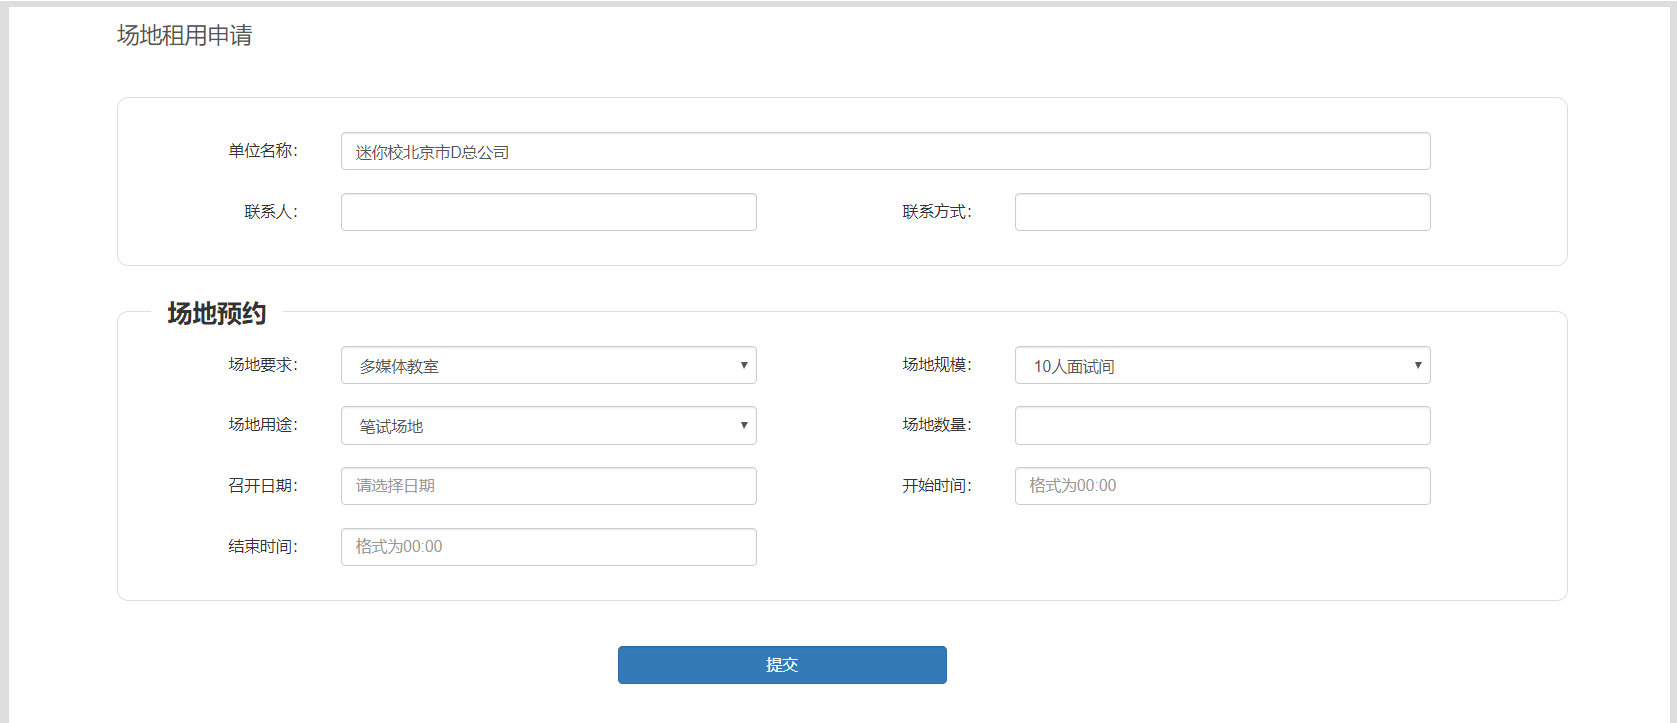 场地租用申请
单位名称： 迷你校北京市D总公司
联系人： 联系方式：
场地预约
场地要求： 多媒体教室 场地规模： 10人面试间
场地用途： 笔试场地 场地数量：
召开日期： 请选择日期 开始时间： 格式为00:00
结束时间： 格式为00:00
提交